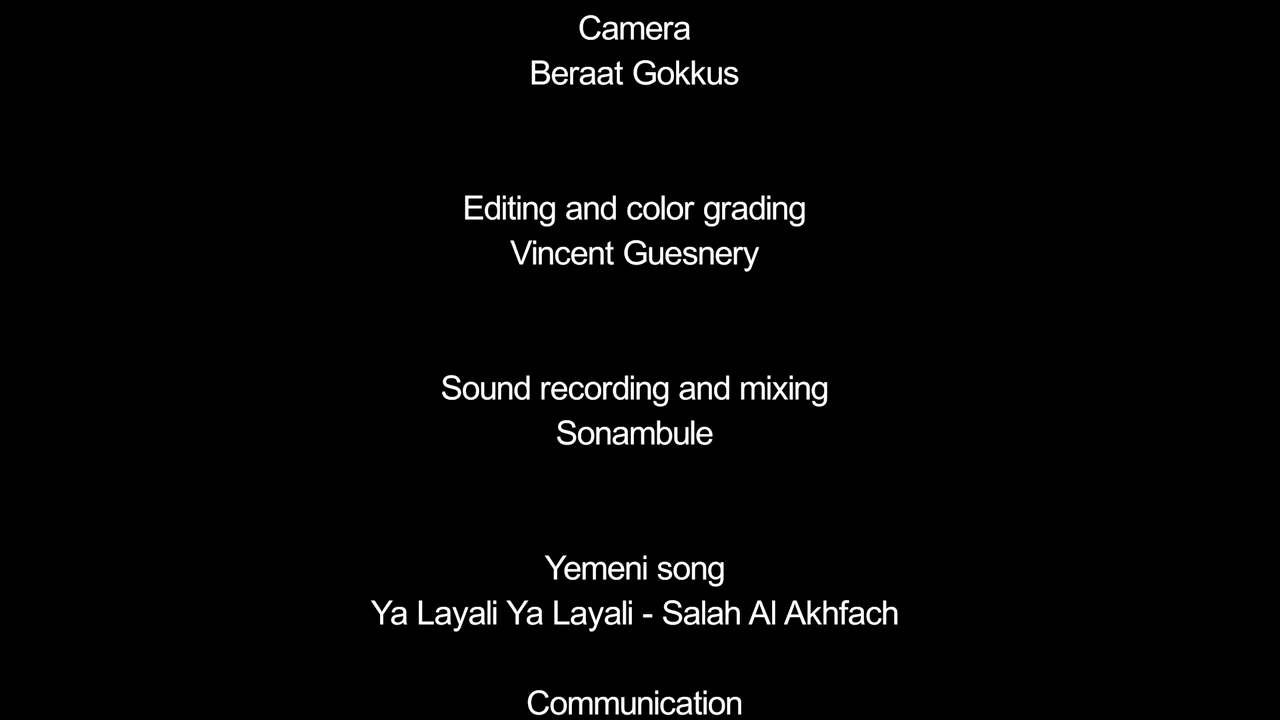 Camera
Beraat Gokkus
Editing and color grading
Vincent Guesnery
Sound recording and mixing
Sonambule
Yemeni song
Ya Layali Ya Layali - Salah Al Akhfach
Communication